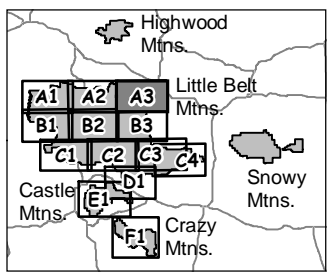 Highwood
Mtns.
A1 A2 A3
Little Belt
Mtns.
B1 B2 B3
C1 C2 C3 C4
D1
Castle
Mtns.
E1
Snowy
Mtns.
F1
Crazy
Mtns.